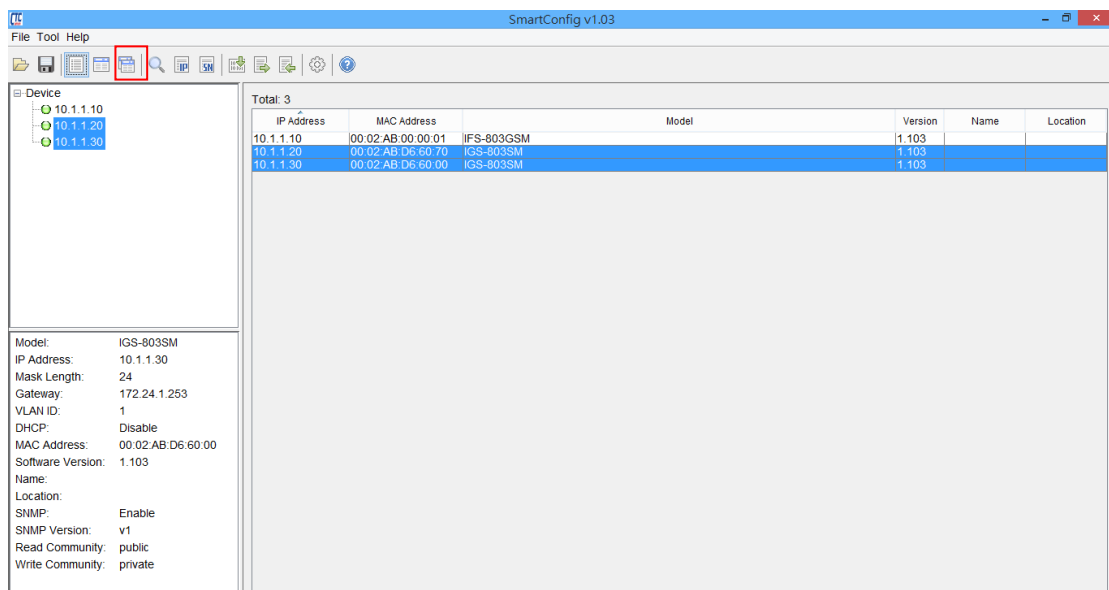 CTC
SmartConfig v1.03
File Tool Help
IP SN
Device
10.1.1.10
10.1.1.20
10.1.1.30
Total: 3
IP Address MAC Address Model Version Name Location
10.1.1.10 00:02:AB:00:00:01 IFS-803GSM 1.103
10.1.1.20 00:02:AB:D6:60:70 IGS-803SM 1.103
10.1.1.30 00:02:AB:D6:60:00 IGS-803SM 1.103
Model: IGS-803SM
IP Address: 10.1.1.30
Mask Length: 24
Gateway: 172.24.1.253
VLAN ID: 1
DHCP: Disable
MAC Address: 00:02:AB:D6:60:00
Software Version: 1.103
Name:
Location:
SNMP: Enable
SNMP Version: v1
Read Community: public
Write Community: private